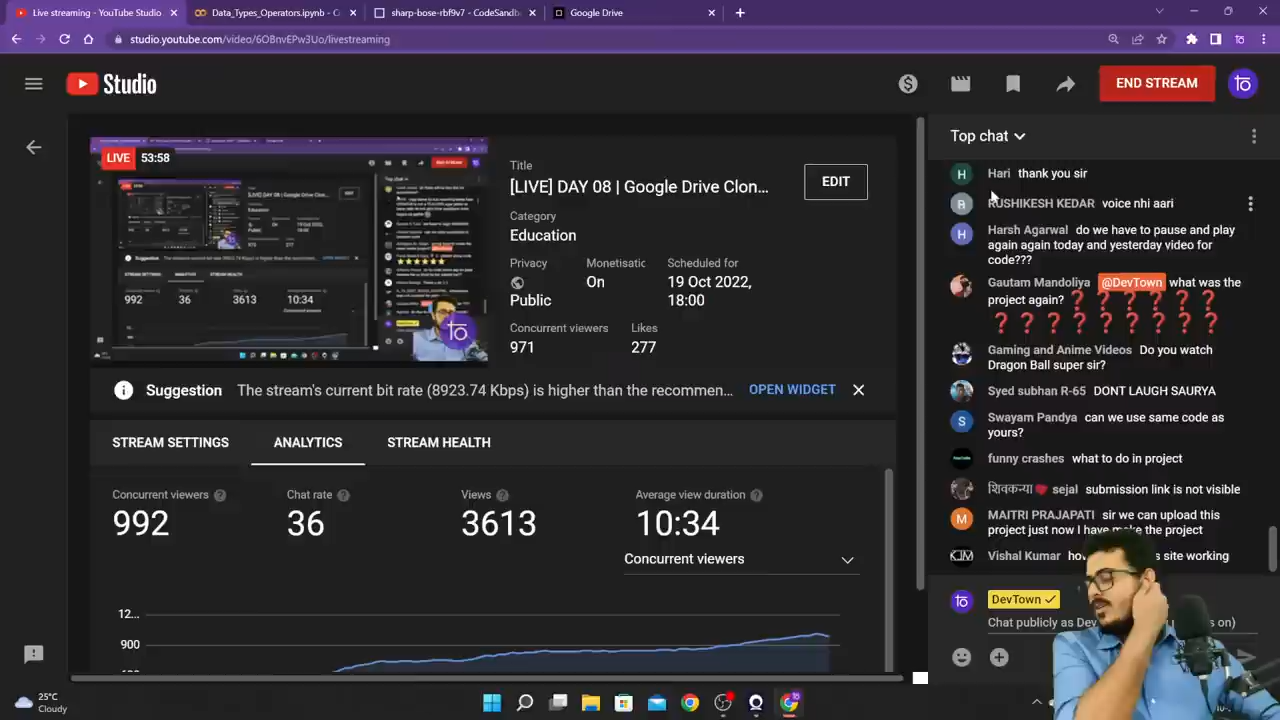 Live streaming - YouTube Studio
Data_Types_Operators.ipynb - C
sharp-bose-rbf9v7 - CodeSandb
Google Drive
studio.youtube.com/video/6OBnvEPw3Uo/livestreaming
Studio
END STREAM
LIVE 53:58
Title
[LIVE] DAY 08 | Google Drive Clon...
EDIT
Category
Education
Privacy
Monetisatic
Scheduled for
On
19 Oct 2022,
18:00
Public
Concurrent viewers
Likes
971
277
Suggestion The stream's current bit rate (8923.74 Kbps) is higher than the recommen... OPEN WIDGET
STREAM SETTINGS
ANALYTICS
STREAM HEALTH
Concurrent viewers
Chat rate
Views
Average view duration
992
36
3613
10:34
Concurrent viewers
12...
900
Top chat
Hari thank you sir
RUSHIKESH KEDAR voice nhi aari
Harsh Agarwal do we have to pause and play
again again today and yesterday video for
code???
Gautam Mandoliya @DevTown what was the
project again? ❓❓❓❓❓❓
❓❓❓❓❓❓❓❓❓
Gaming and Anime Videos Do you watch
Dragon Ball super sir?
Syed subhan R-65 DONT LAUGH SAURYA
Swayam Pandya can we use same code as
yours?
funny crashes what to do in project
शिवकन्या sejal submission link is not visible
MAITRI PRAJAPATI sir we can upload this
project just now I have make the project
Vishal Kumar site working
DevTown
Chat publicly as
25°C
Cloudy